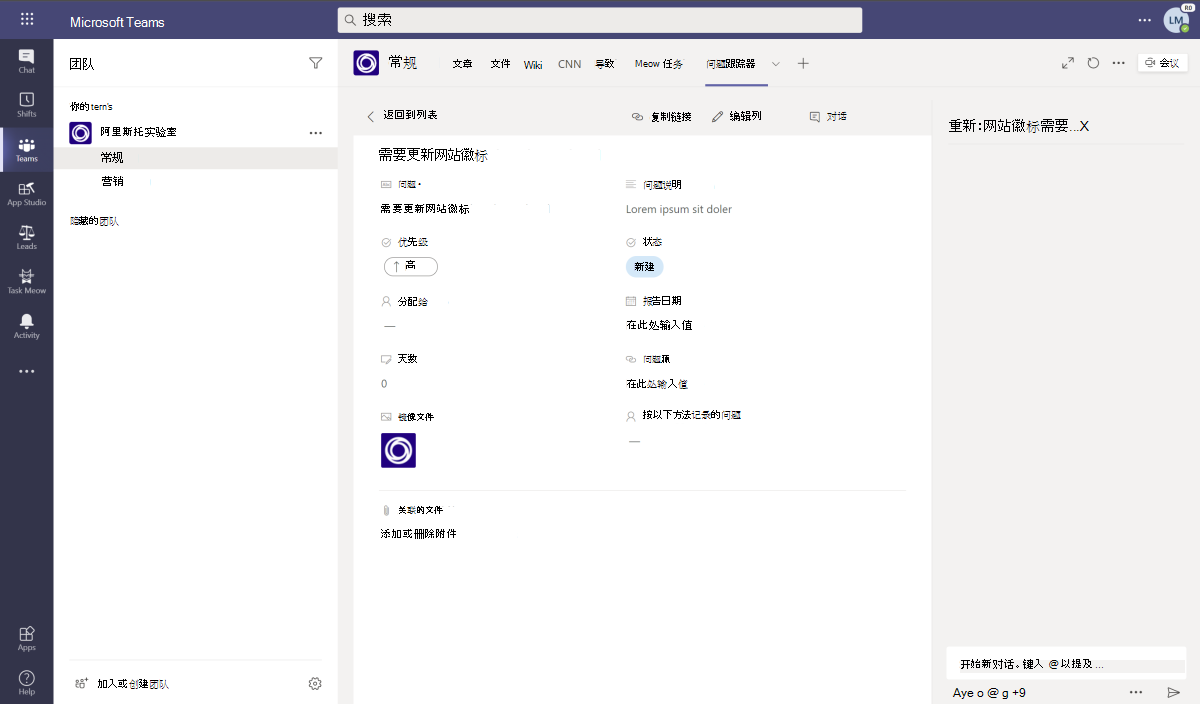 Microsoft Teams
搜索
LM
R0
Chat
Shifts
Teams
App Studio
Leads
Task Meow
Activity
Apps
Help
团队
你的 tern's
阿里斯托实验室
常规
营销
隐藏的团队
加入或创建团队
常规
文章 文件 Wiki CNN 导致 Meow 任务 问题跟踪器
会议
返回到列表
复制链接 编辑列 对话
需要更新网站徽标
问题 • 问题说明
需要更新网站徽标 Lorem ipsum sit doler
优先级 状态
高 新建
分配给 报告日期
— 在此处输入值
天数 问题源
0 在此处输入值
镜像文件 按以下方法记录的问题
—
关联的文件
添加或删除附件
重新:网站徽标需要...X
开始新对话。键入 @以提及...
Aye o @ g +9